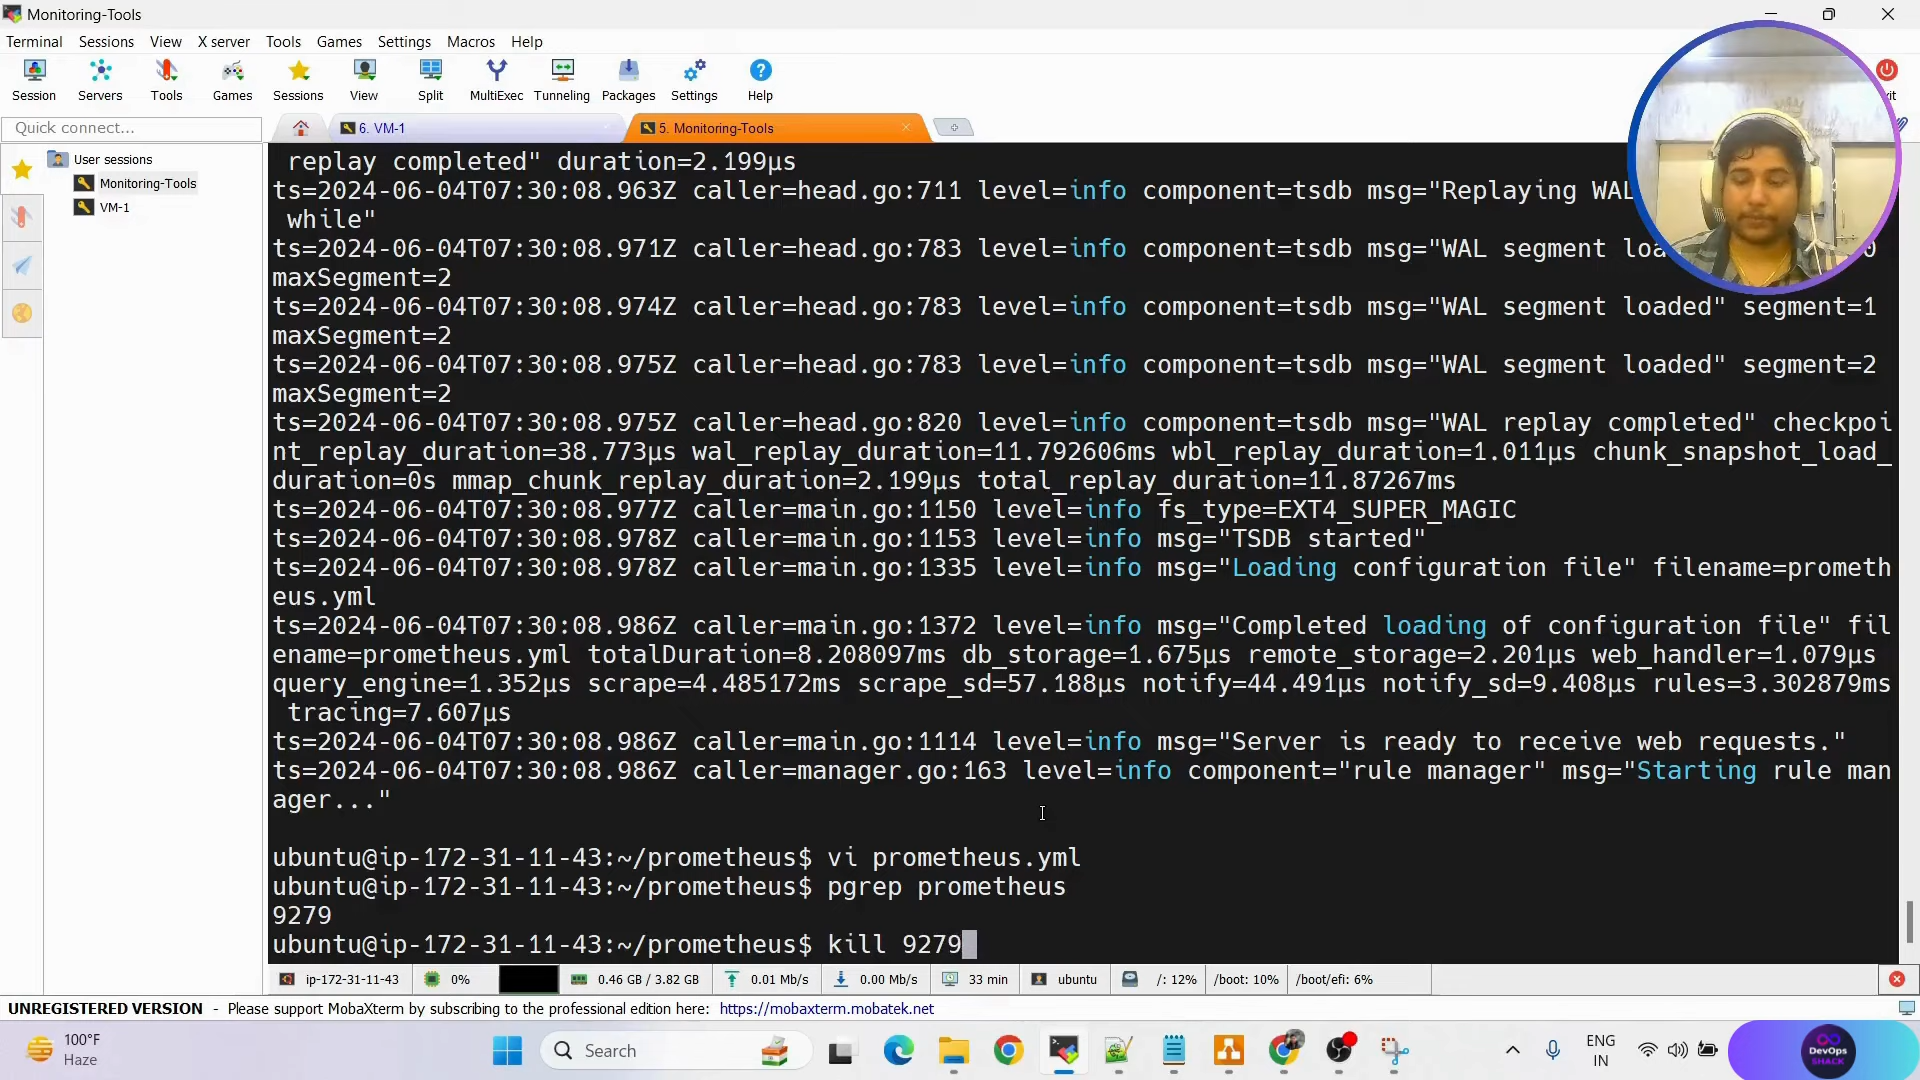 Monitoring-Tools
Terminal Sessions View X server Tools Games Settings Macros Help
Session Servers Tools Games Sessions View Split MultiExec Tunneling Packages Settings Help
Quick connect...
6. VM-1
5. Monitoring-Tools
User sessions
Monitoring-Tools
VM-1
replay completed" duration=2.199µs
ts=2024-06-04T07:30:08.963Z caller=head.go:711 level=info component=tsdb msg="Replaying WAL
while"
ts=2024-06-04T07:30:08.971Z caller=head.go:783 level=info component=tsdb msg="WAL segment
maxSegment=2
ts=2024-06-04T07:30:08.974Z caller=head.go:783 level=info component=tsdb msg="WAL segment loaded" segment=1
maxSegment=2
ts=2024-06-04T07:30:08.975Z caller=head.go:783 level=info component=tsdb msg="WAL segment loaded" segment=2
maxSegment=2
ts=2024-06-04T07:30:08.975Z caller=head.go:820 level=info component=tsdb msg="WAL replay completed" checkpoi
nt_replay_duration=38.773µs wal_replay_duration=11.792606ms wbl_replay_duration=1.011µs chunk_snapshot_load_
duration=0s mmap_chunk_replay_duration=2.199µs total_replay_duration=11.87267ms
ts=2024-06-04T07:30:08.977Z caller=main.go:1150 level=info fs_type=EXT4_SUPER_MAGIC
ts=2024-06-04T07:30:08.978Z caller=main.go:1153 level=info msg="TSDB started"
ts=2024-06-04T07:30:08.978Z caller=main.go:1335 level=info msg="Loading configuration file" filename=prometh
eus.yml
ts=2024-06-04T07:30:08.986Z caller=main.go:1372 level=info msg="Completed loading of configuration file" fil
ename=prometheus.yml totalDuration=8.208097ms db_storage=1.675µs remote_storage=2.201µs web_handler=1.079µs
query_engine=1.352µs scrape=4.485172ms scrape_sd=57.188µs notify=44.491µs notify_sd=9.408µs rules=3.302879ms
tracing=7.607µs
ts=2024-06-04T07:30:08.986Z caller=main.go:1114 level=info msg="Server is ready to receive web requests."
ts=2024-06-04T07:30:08.986Z caller=manager.go:163 level=info component="rule manager" msg="Starting rule man
ager..."
ubuntu@ip-172-31-11-43:~/prometheus$ vi prometheus.yml
ubuntu@ip-172-31-11-43:~/prometheus$ pgrep prometheus
9279
ubuntu@ip-172-31-11-43:~/prometheus$ kill 9279
ip-172-31-11-43 0% 0.46 GB / 3.82 GB 0.01 Mb/s 0.00 Mb/s 33 min ubuntu /: 12% /boot: 10% /boot/efi: 6%
UNREGISTERED VERSION - Please support MobaXterm by subscribing to the professional edition here: https://mobaxterm.mobatek.net
100°F
Haze
Search
ENG
IN
DevOps
SHACK